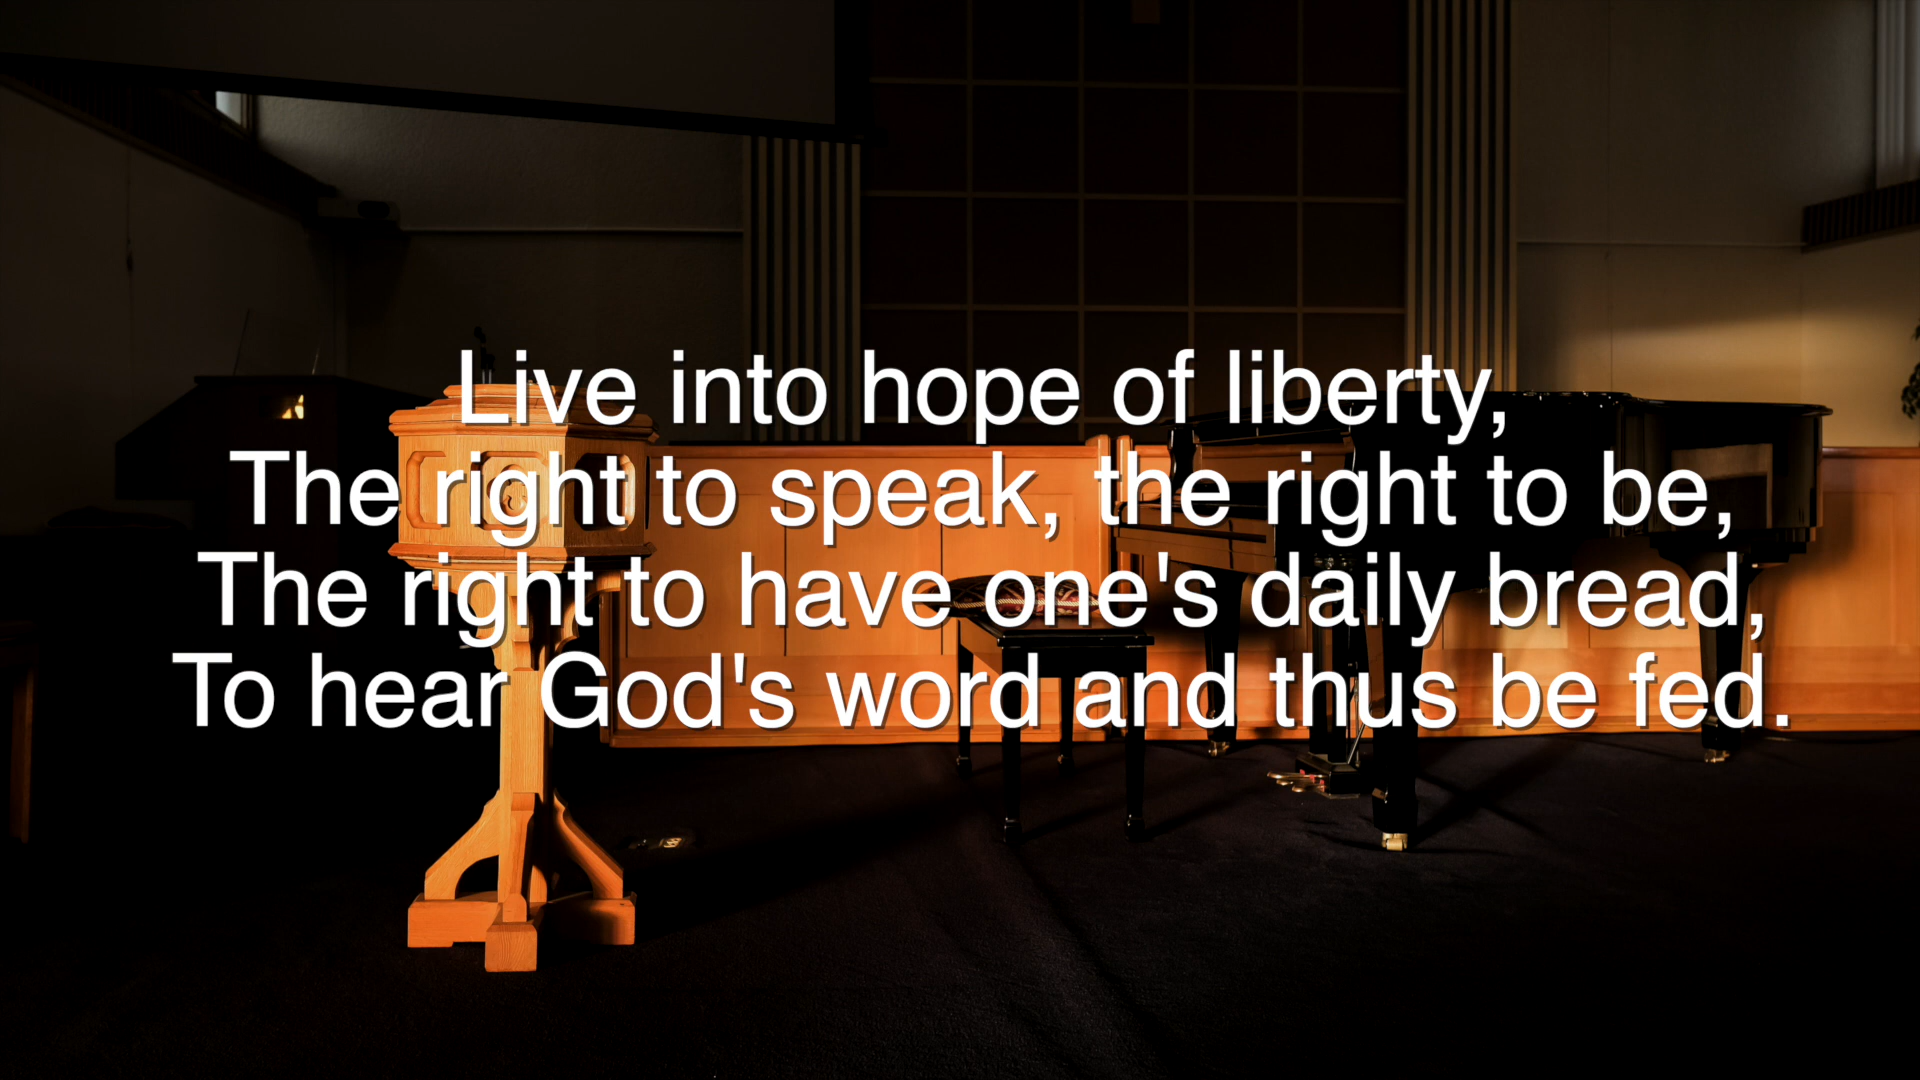 Live into hope of liberty,
The right to speak, the right to be,
The right to have one's daily bread,
To hear God's word and thus be fed.